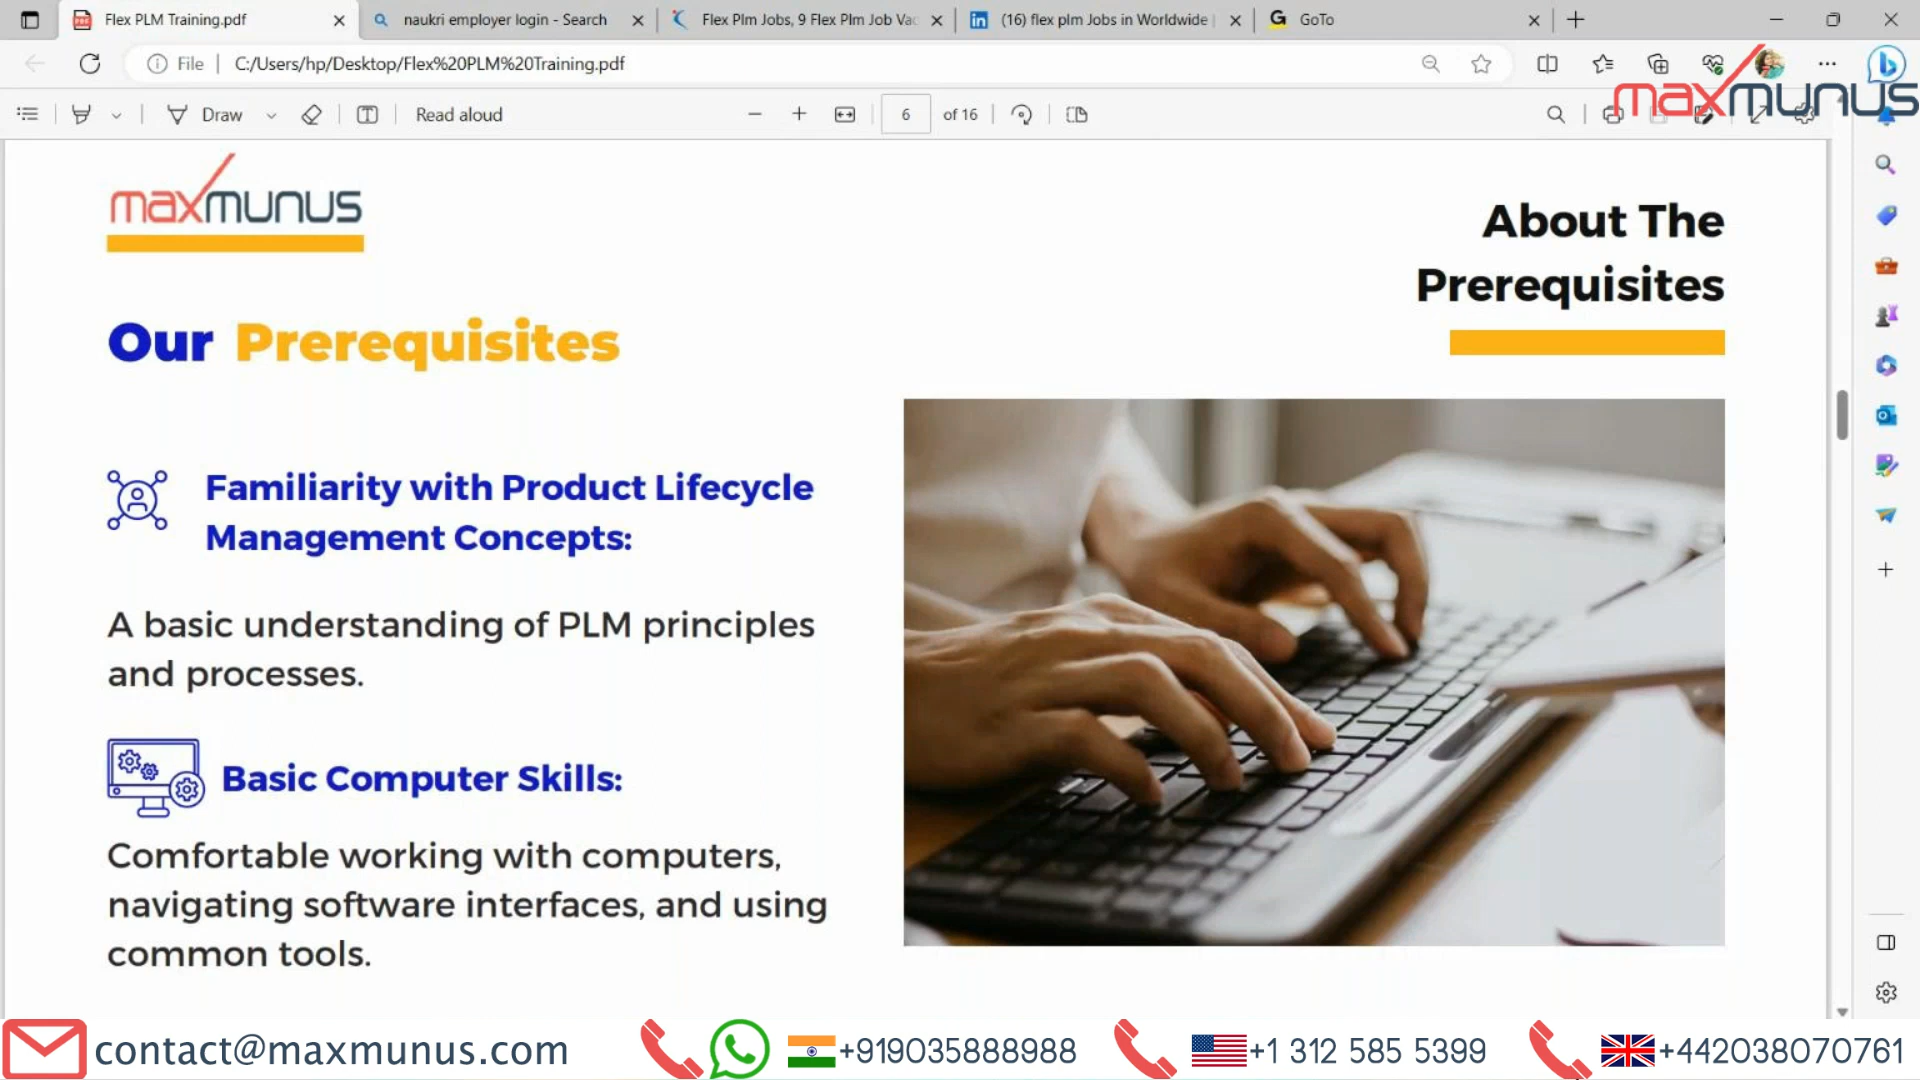 Flex PLM Training.pdf
naukri employer login - Search
Flex Plm Jobs, 9 Flex Plm Job Vac
(16) flex plm Jobs in Worldwide |
GoTo
File | C:/Users/hp/Desktop/Flex%20PLM%20Training.pdf
Draw
Read aloud
6 of 16
maxmunus
maxmunus
About The
Prerequisites
Our Prerequisites
Familiarity with Product Lifecycle
Management Concepts:
A basic understanding of PLM principles
and processes.
Basic Computer Skills:
Comfortable working with computers,
navigating software interfaces, and using
common tools.
contact@maxmunus.com
+919035888988
+1 312 585 5399
+442038070761